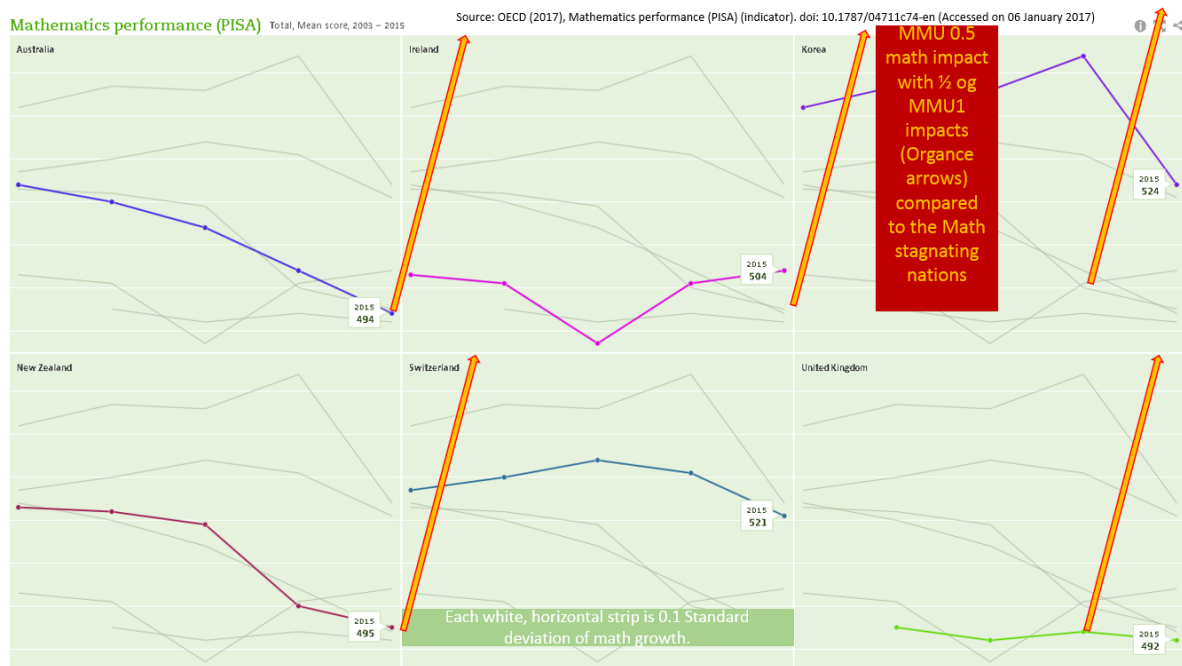 Mathematics performance (PISA) Total, Mean score, 2003 – 2015
Source: OECD (2017), Mathematics performance (PISA) (indicator). doi: 10.1787/04711c74-en (Accessed on 06 January 2017)
Australia
2015
494
Ireland
2015
504
Korea
MMU 0.5
math impact
with ½ og
MMU1
impacts
(Organce
arrows)
compared
to the Math
stagnating
nations
2015
524
New Zealand
2015
495
Switzerland
2015
521
Each white, horizontal strip is 0.1 Standard
deviation of math growth.
United Kingdom
2015
492